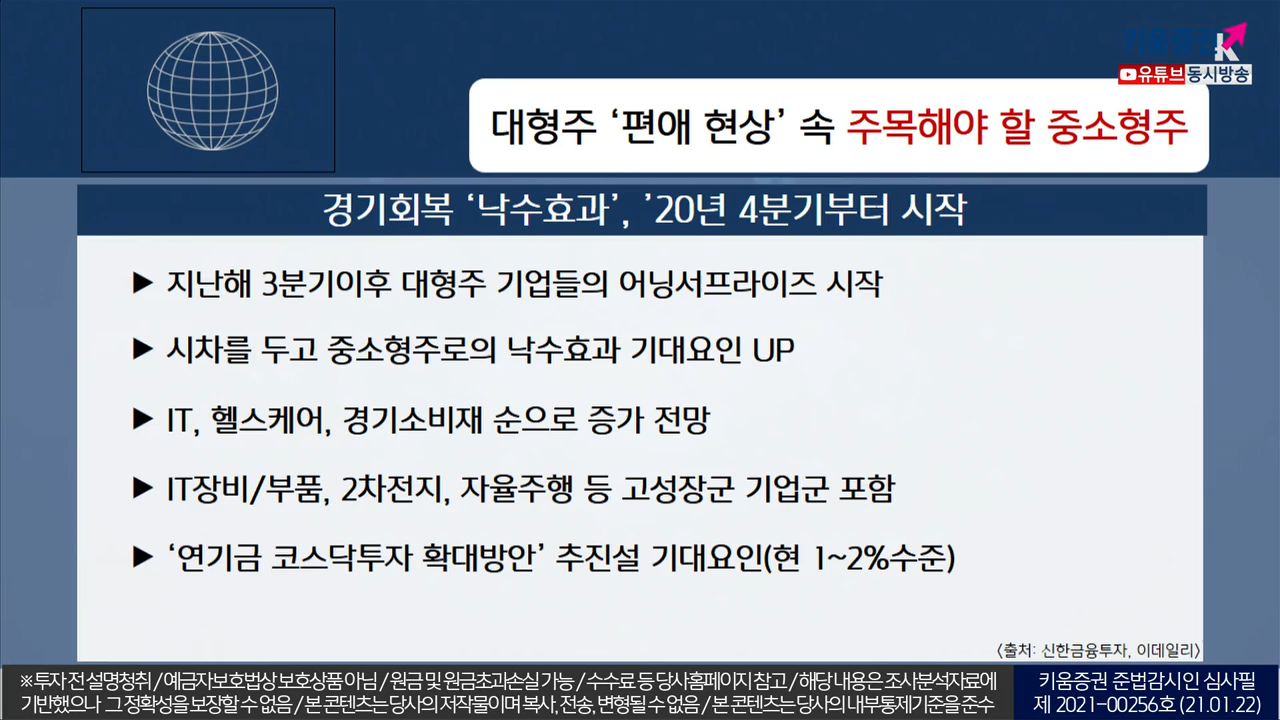 키움증권
유튜브동시방송
대형주 ‘편애 현상’ 속 주목해야 할 중소형주
경기회복 ‘낙수효과’, ’20년 4분기부터 시작
▶ 지난해 3분기이후 대형주 기업들의 어닝서프라이즈 시작
▶ 시차를 두고 중소형주로의 낙수효과 기대요인 UP
▶ IT, 헬스케어, 경기소비재 순으로 증가 전망
▶ IT장비/부품, 2차전지, 자율주행 등 고성장군 기업군 포함
▶ ‘연기금 코스닥투자 확대방안’ 추진설 기대요인(현 1~2%수준)
<출처: 신한금융투자, 이데일리>
※ 투자 전 설명청취 / 예금자보호법상 보호상품 아님 / 원금 및 원금초과손실 가능 / 수수료 등 당사홈페이지 참고 / 해당 내용은 조사분석자료에
기반했으나 그 정확성을 보장할 수 없음 / 본 콘텐츠는 당사의 저작물이며 복사, 전송, 변형될 수 없음 / 본 콘텐츠는 당사의 내부통제기준을 준수
키움증권 준법감시인 심사필
제 2021-00256호 (21.01.22)